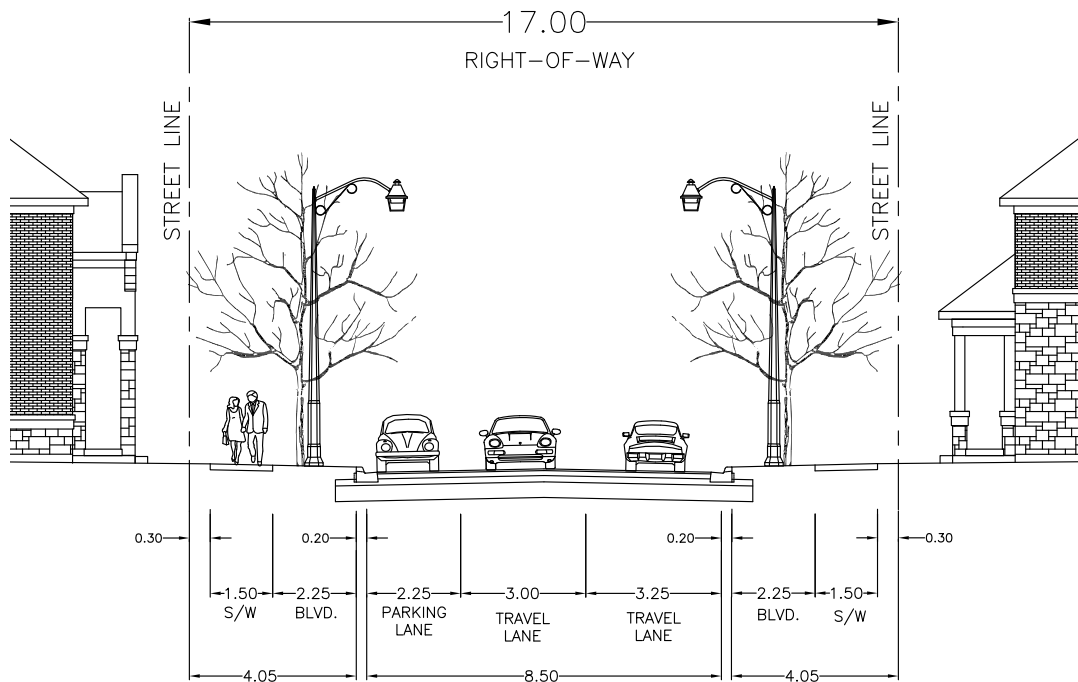 17.00
RIGHT-OF-WAY
STREET LINE
STREET LINE
0.30
0.20
0.20
0.30
1.50
2.25
2.25
3.00
3.25
2.25
1.50
S/W
BLVD.
PARKING
LANE
TRAVEL
LANE
TRAVEL
LANE
BLVD.
S/W
4.05
8.50
4.05